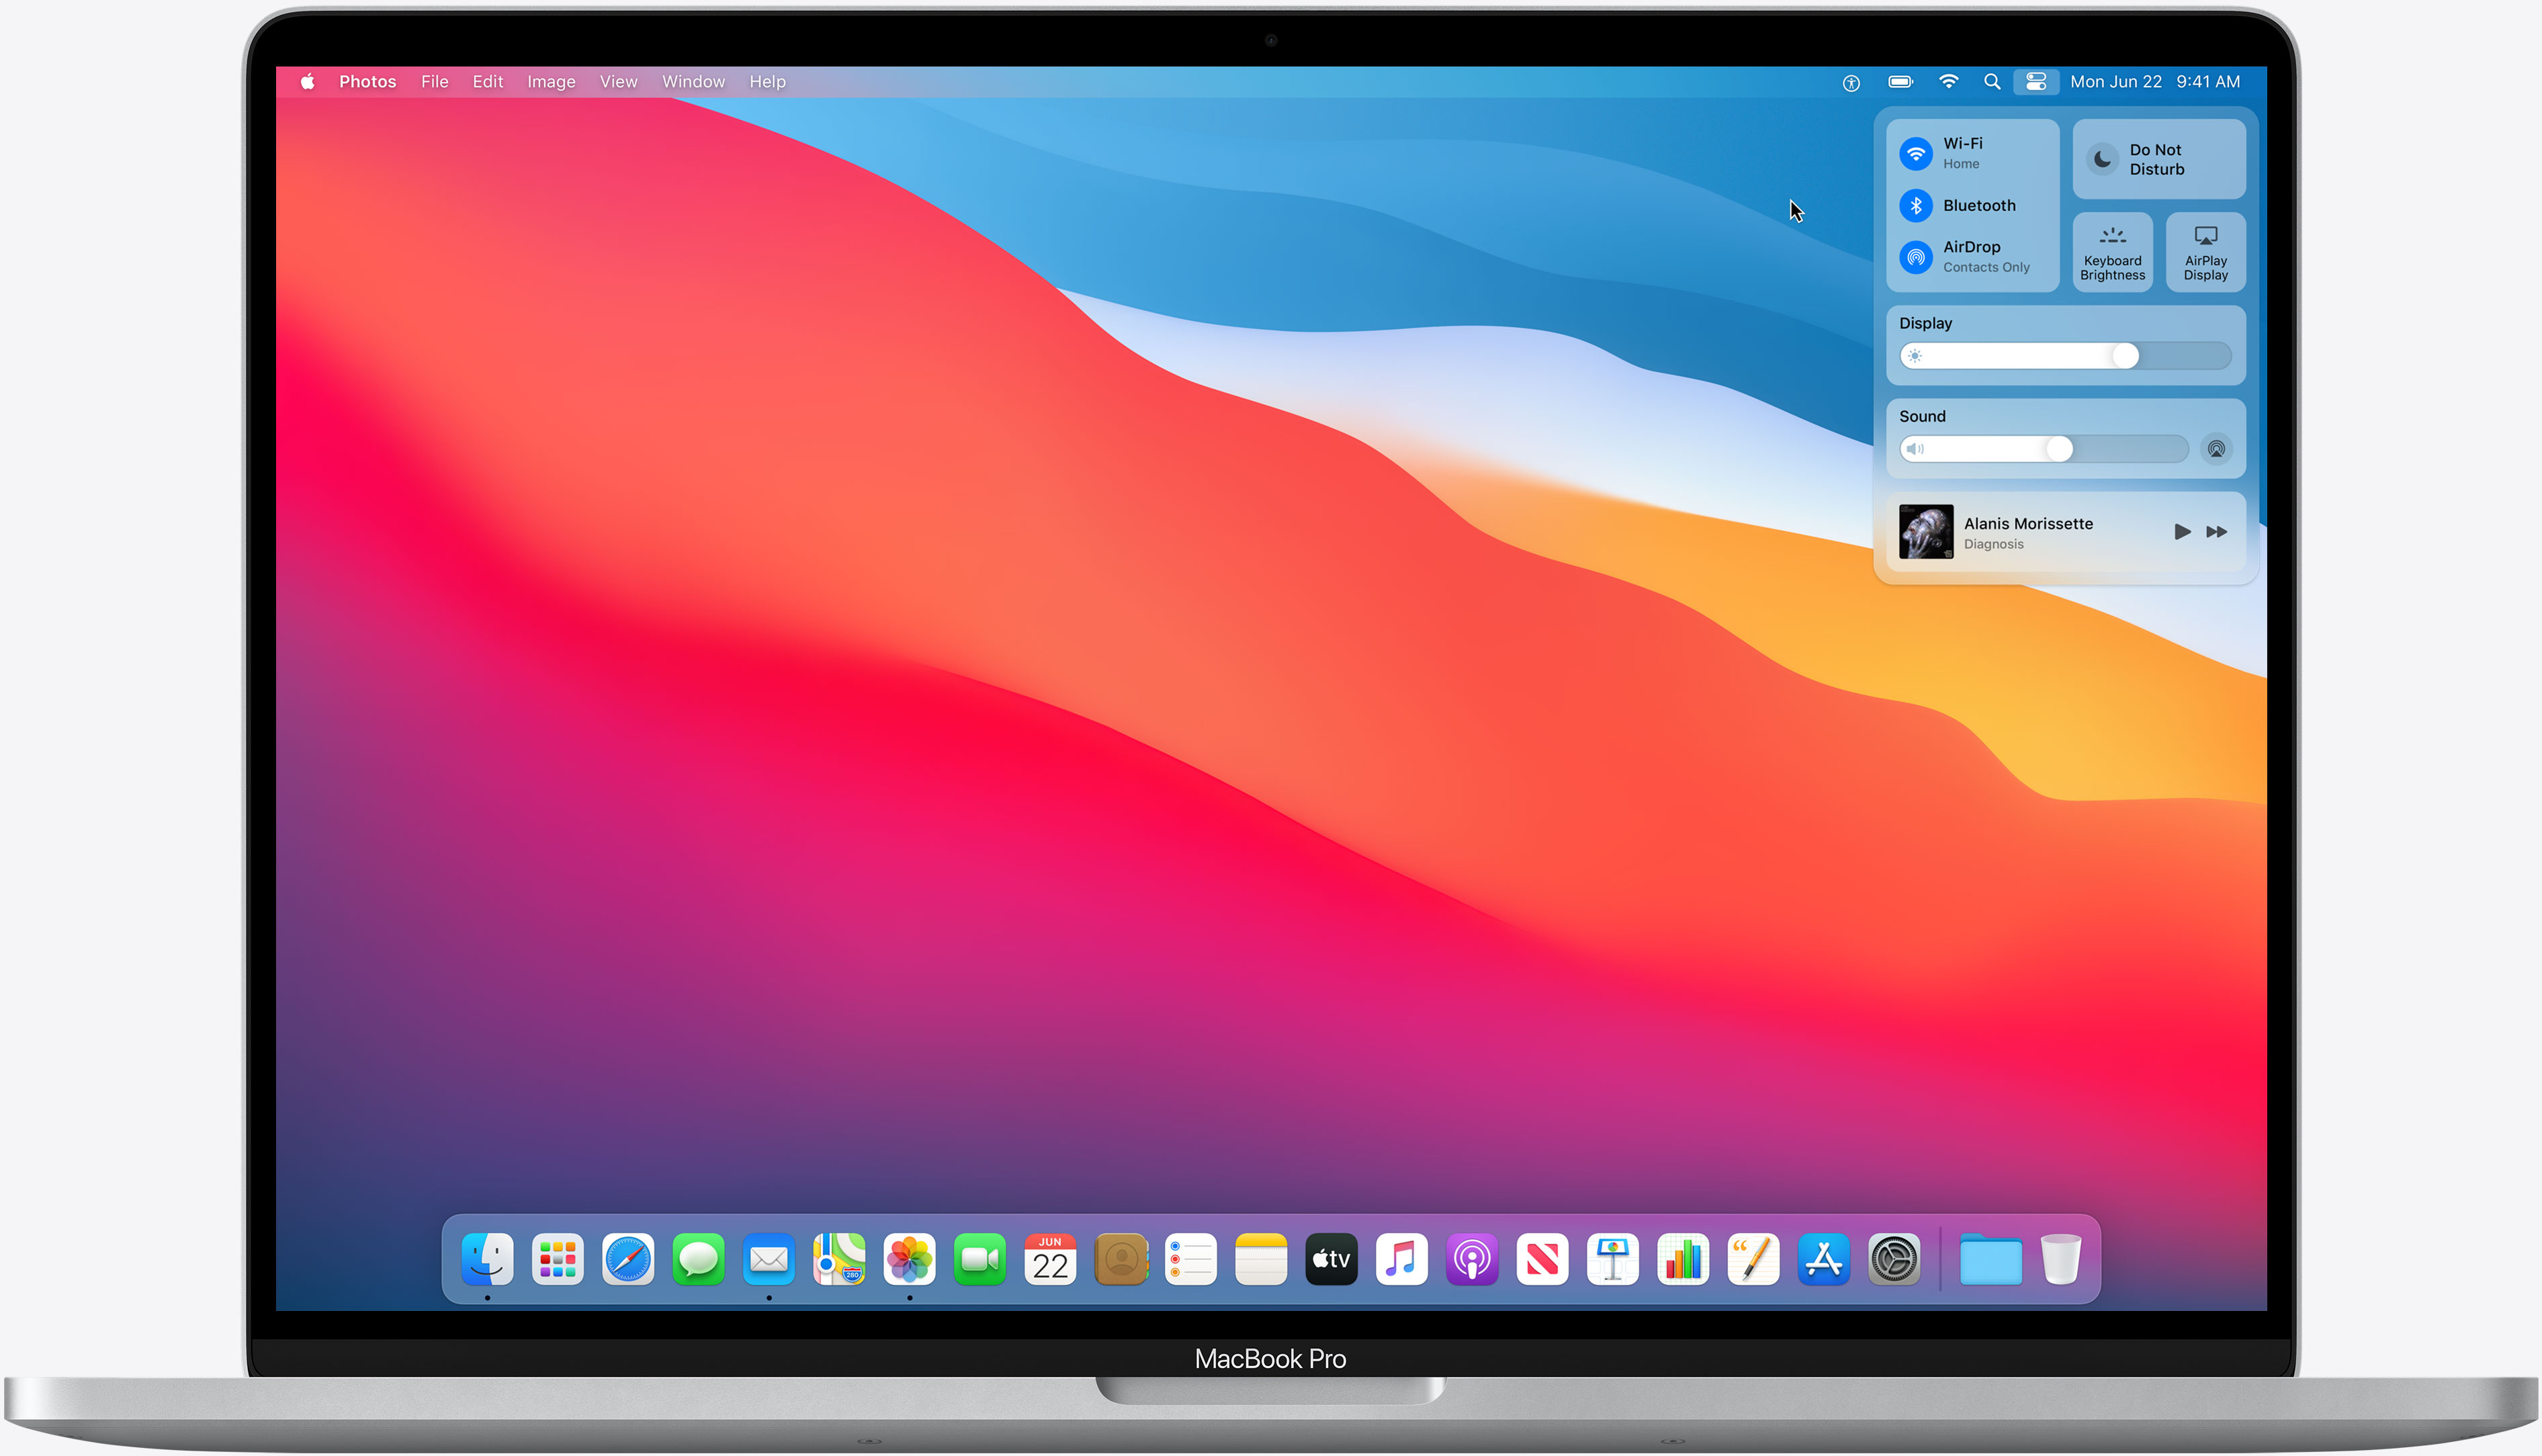 Photos File Edit Image View Window Help
Mon Jun 22 9:41 AM
Wi-Fi
Home
Bluetooth
AirDrop
Contacts Only
Do Not
Disturb
Keyboard
Brightness
AirPlay
Display
Display
Sound
Alanis Morissette
Diagnosis
JUN
22
280
tv
MacBook Pro